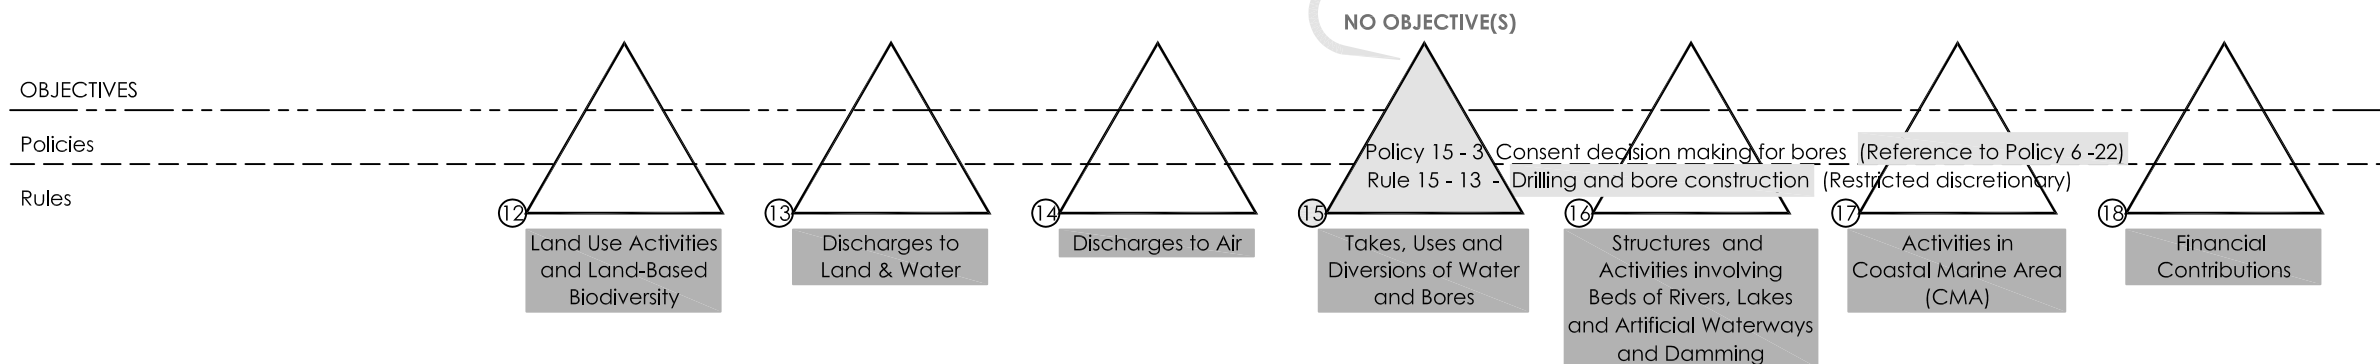 NO OBJECTIVE(S)
OBJECTIVES
Policies
Policy 15 - 3 Consent decision making for bores (Reference to Policy 6 -22)
Rule 15 - 13 - Drilling and bore construction (Restricted discretionary)
Rules
12
13
14
15
16
17
18
Land Use Activities
and Land-Based
Biodiversity
Discharges to
Land & Water
Discharges to Air
Takes, Uses and
Diversions of Water
and Bores
Structures and
Activities involving
Beds of Rivers, Lakes
and Artificial Waterways
and Damming
Activities in
Coastal Marine Area
(CMA)
Financial
Contributions